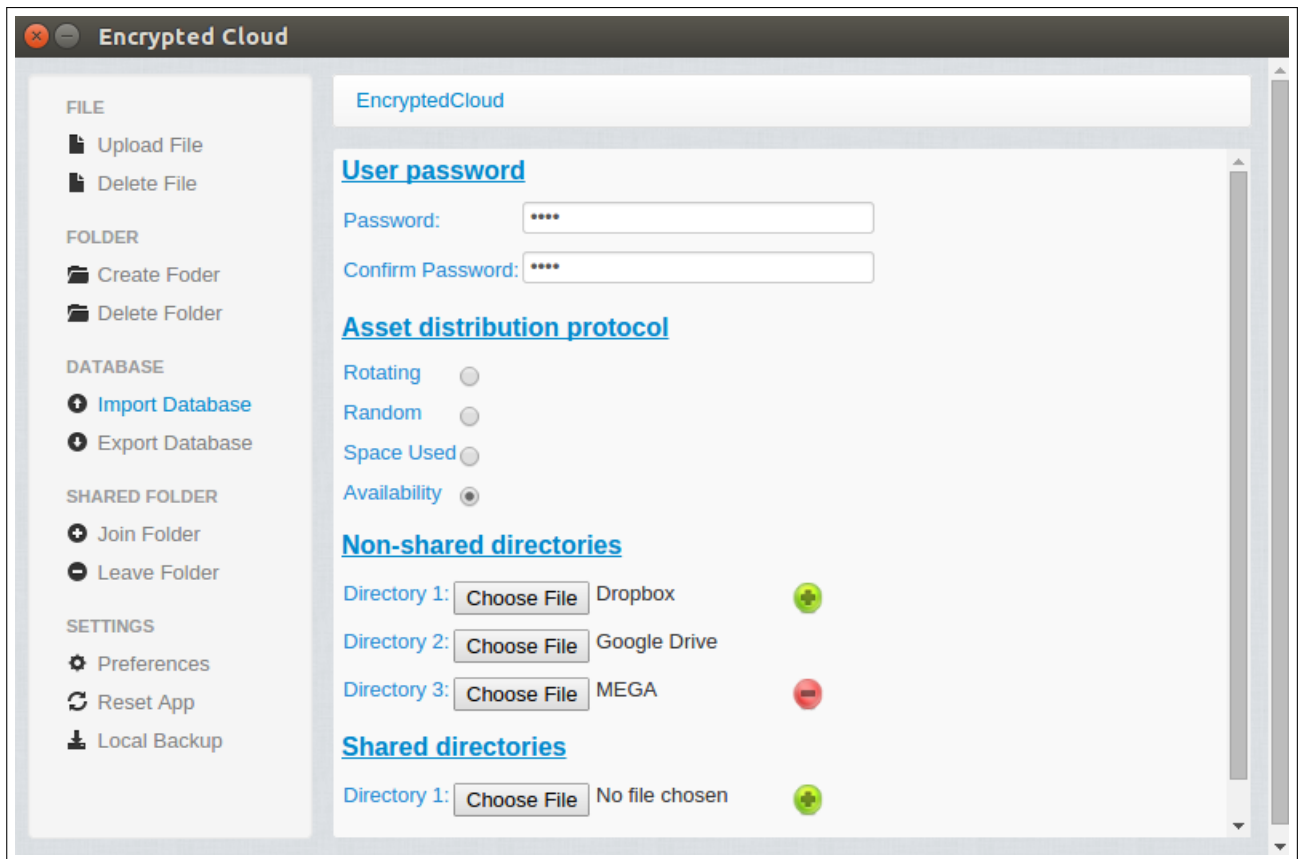 Encrypted Cloud
FILE
Upload File
Delete File
FOLDER
Create Foder
Delete Folder
DATABASE
Import Database
Export Database
SHARED FOLDER
Join Folder
Leave Folder
SETTINGS
Preferences
Reset App
Local Backup
EncryptedCloud
User password
Password: ••••
Confirm Password: ••••
Asset distribution protocol
Rotating
Random
Space Used
Availability
Non-shared directories
Directory 1: Choose File Dropbox
Directory 2: Choose File Google Drive
Directory 3: Choose File MEGA
Shared directories
Directory 1: Choose File No file chosen